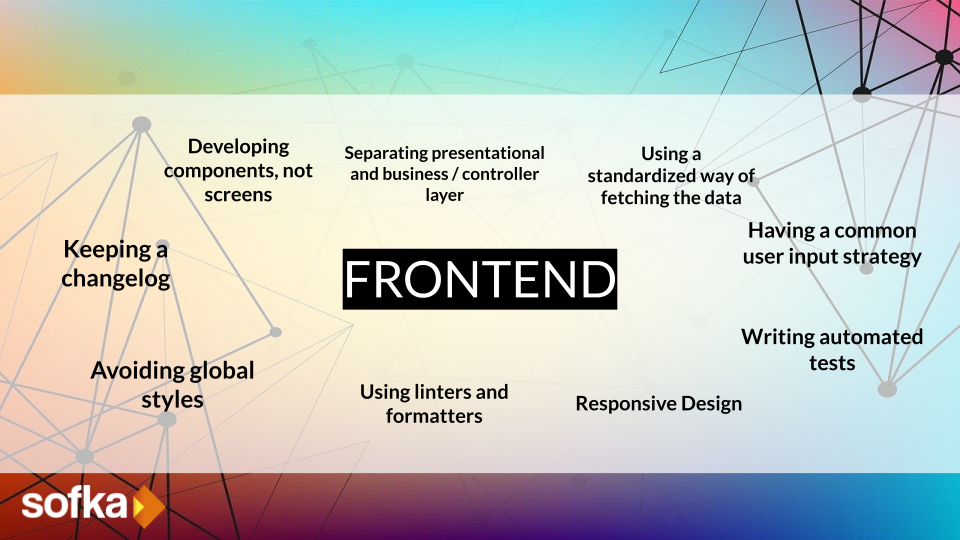 Developing
components, not
screens
Separating presentational
and business / controller
layer
Using a
standardized way of
fetching the data
Having a common
user input strategy
Keeping a
changelog
FRONTEND
Writing automated
tests
Avoiding global
styles
Using linters and
formatters
Responsive Design
sofka